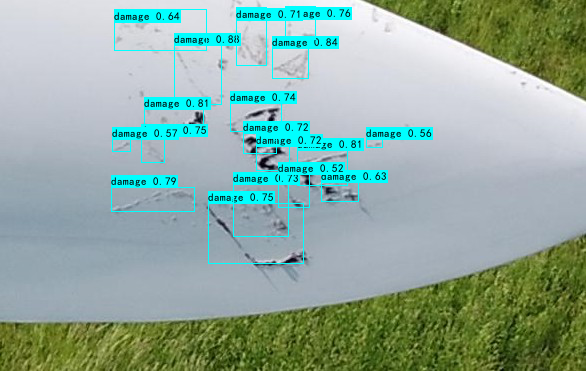 damage 0.64
damage 0.71
age 0.76
damage 0.88
damage 0.84
damage 0.74
damage 0.81
damage 0.72
0.75
damage 0.57
damage 0.56
damage 0.72
0.81
damage 0.52
damage 0.73
damage 0.63
damage 0.79
damage 0.75